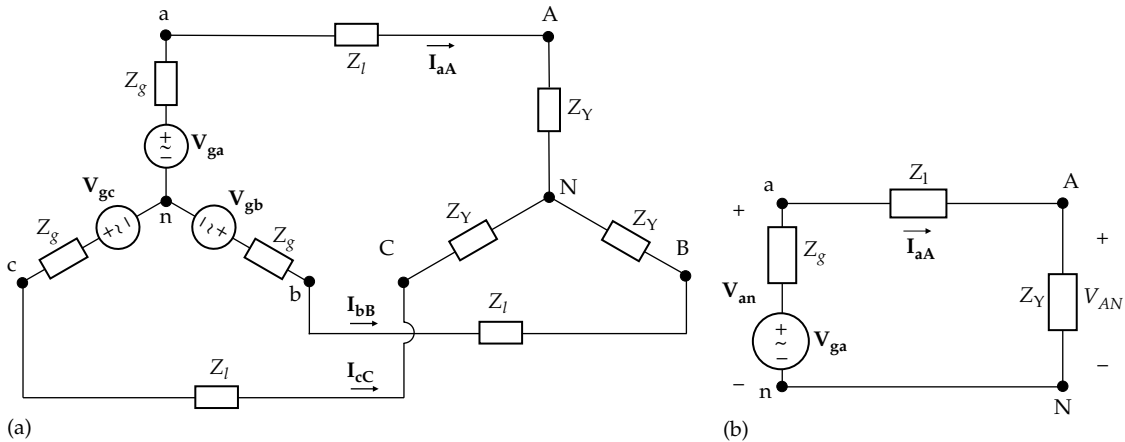 a
A
Z_l
I_aA
Z_g
Z_Y
+
~
−
V_ga
V_gc
V_gb
n
N
Z_g
+ ~ −
− ~ +
Z_g
Z_Y
Z_Y
c
b
C
B
I_bB
Z_l
I_cC
Z_l
(a)
a
Z_l
A
+
I_aA
+
Z_g
V_an
Z_Y
V_AN
+
~
−
V_ga
−
−
n
N
(b)